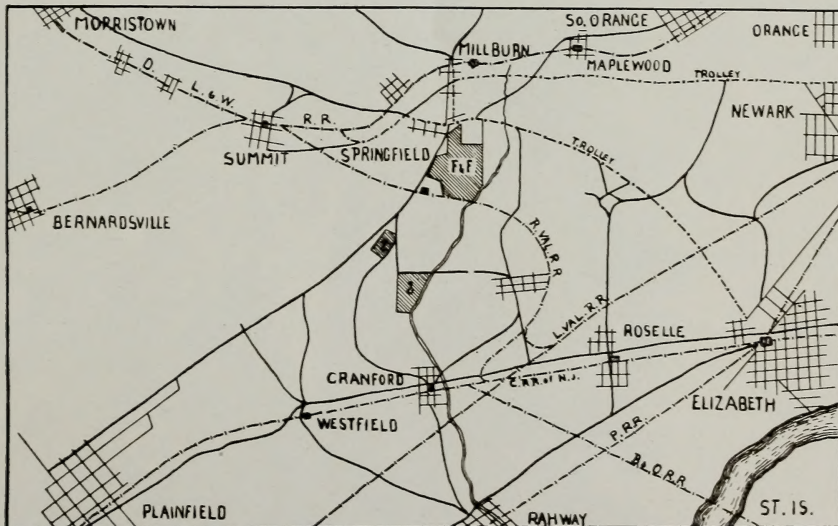 MORRISTOWN
SO. ORANGE
ORANGE
MILLBURN
MAPLEWOOD
D. L. & W. R. R.
TROLLEY
NEWARK
SUMMIT
SPRINGFIELD
F & F
TROLLEY
BERNARDSVILLE
R. VAL. R R
L. VAL. R R
ROSELLE
CRANFORD
C. R.R. of N. J.
ELIZABETH
WESTFIELD
P. RR.
B & O. R R
PLAINFIELD
RAHWAY
ST. IS.